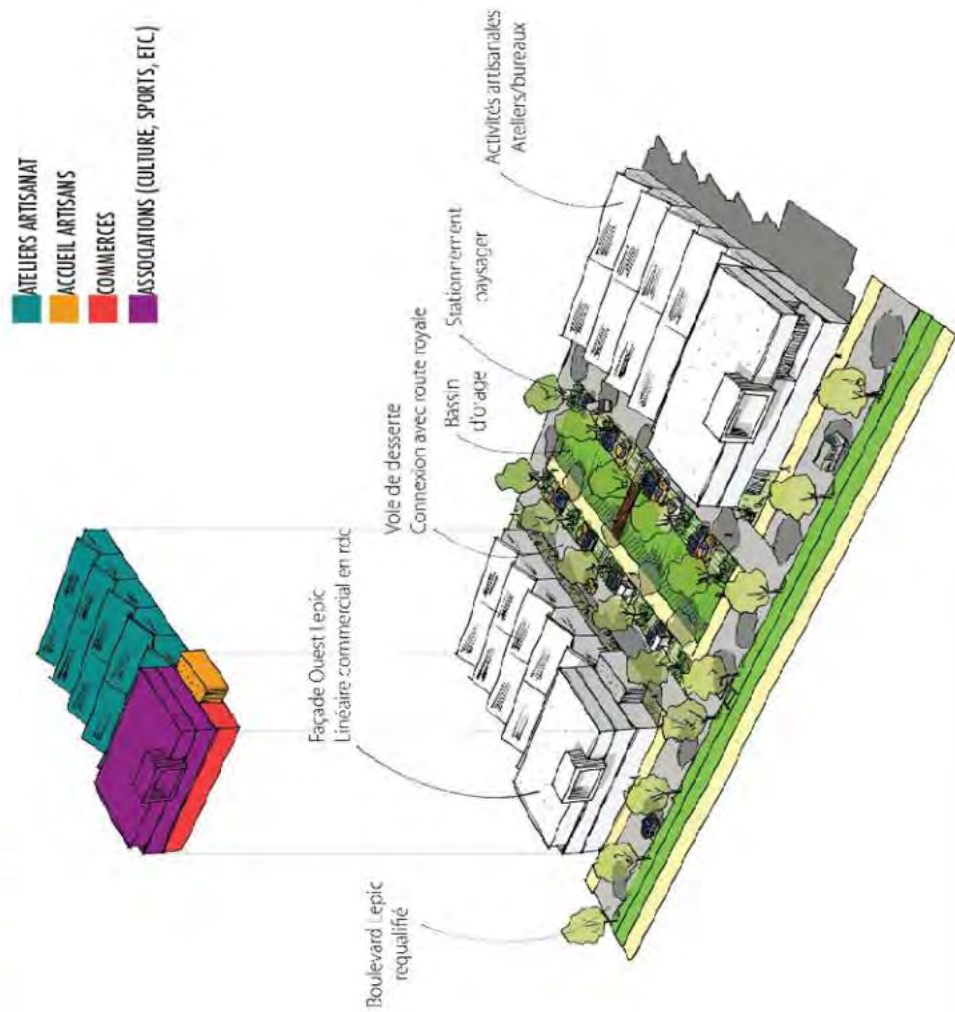 ATELIERS ARTISANAT
ACCUEIL ARTISANS
COMMERCES
ASSOCIATIONS (CULTURE, SPORTS, ETC.)
Boulevard Lepic
requalifié
Façade Ouest Lepic
Linéaire commercial en rdc
Voie de desserte
Connexion avec route royale
Bassin
d'orage
Stationnement
paysager
Activités artisanales
Ateliers/bureaux